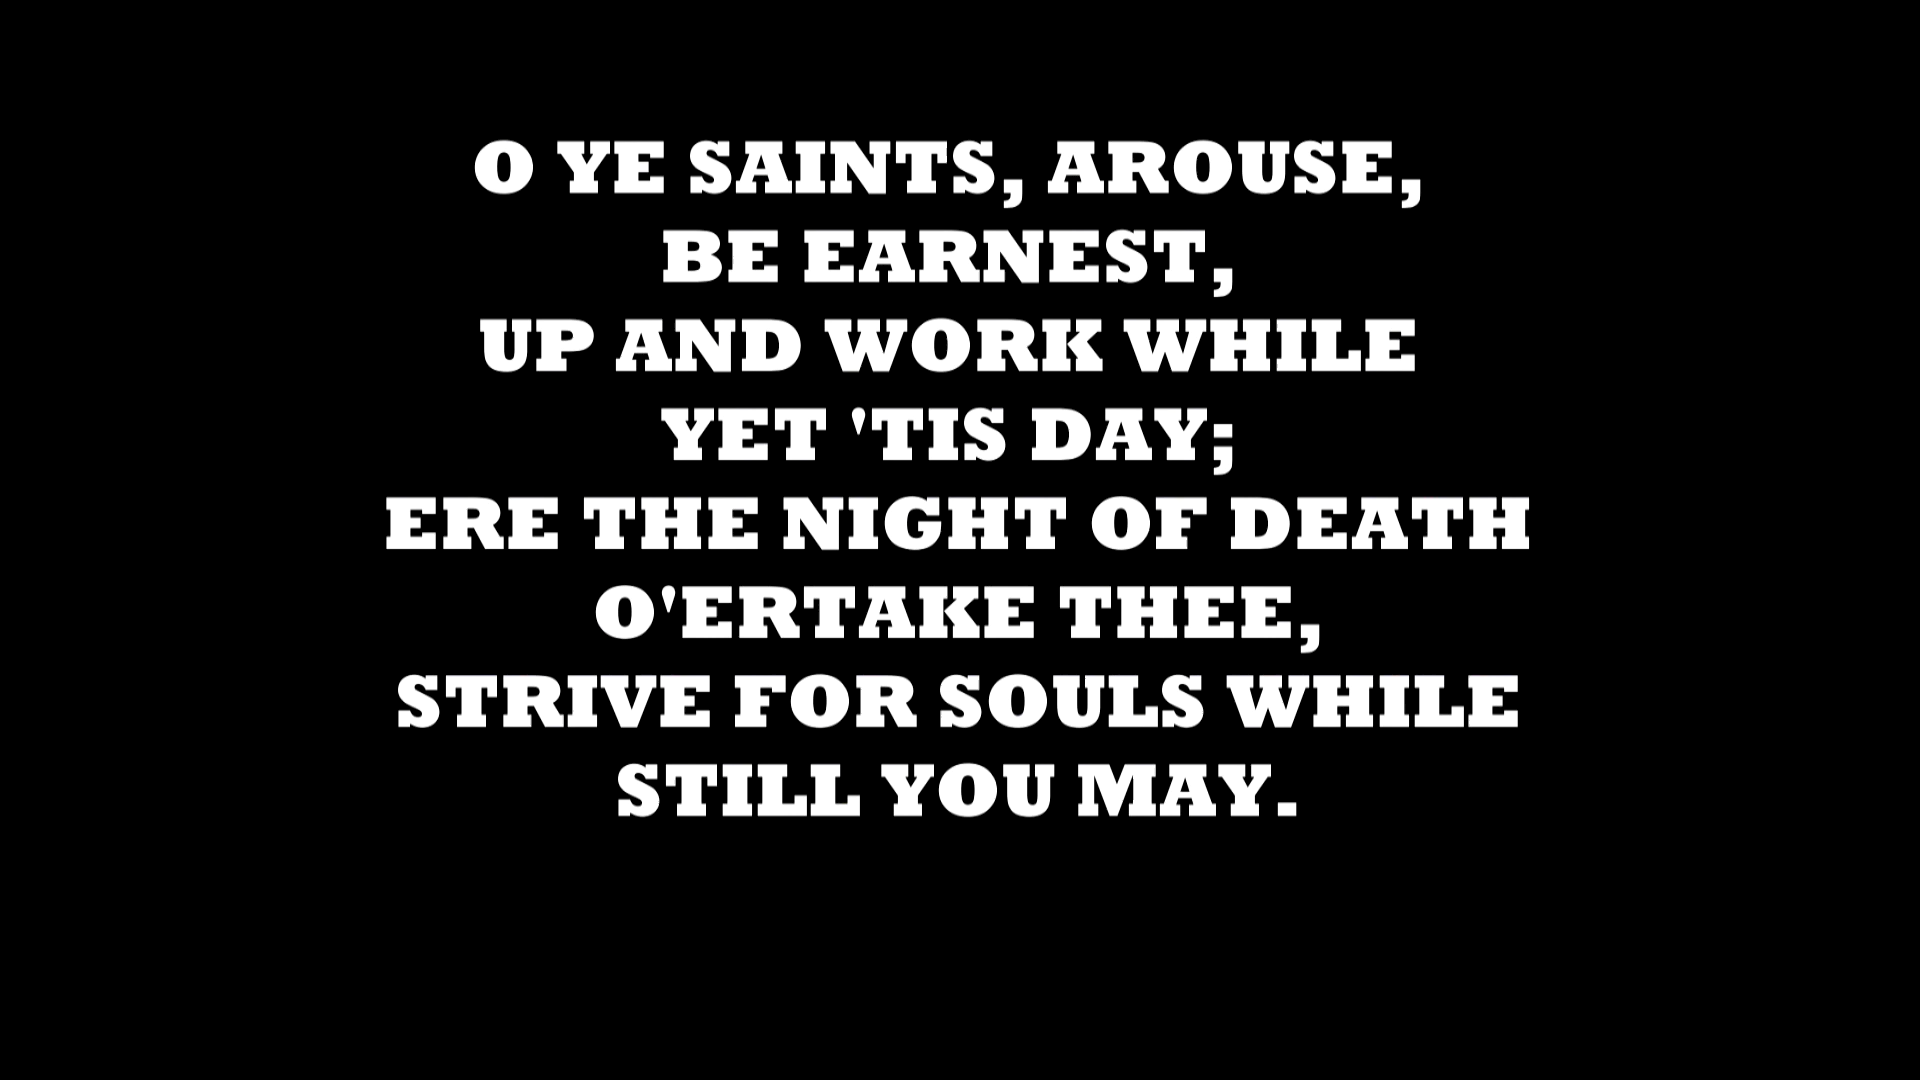 O YE SAINTS, AROUSE,
BE EARNEST,
UP AND WORK WHILE
YET 'TIS DAY;
ERE THE NIGHT OF DEATH
O'ERTAKE THEE,
STRIVE FOR SOULS WHILE
STILL YOU MAY.